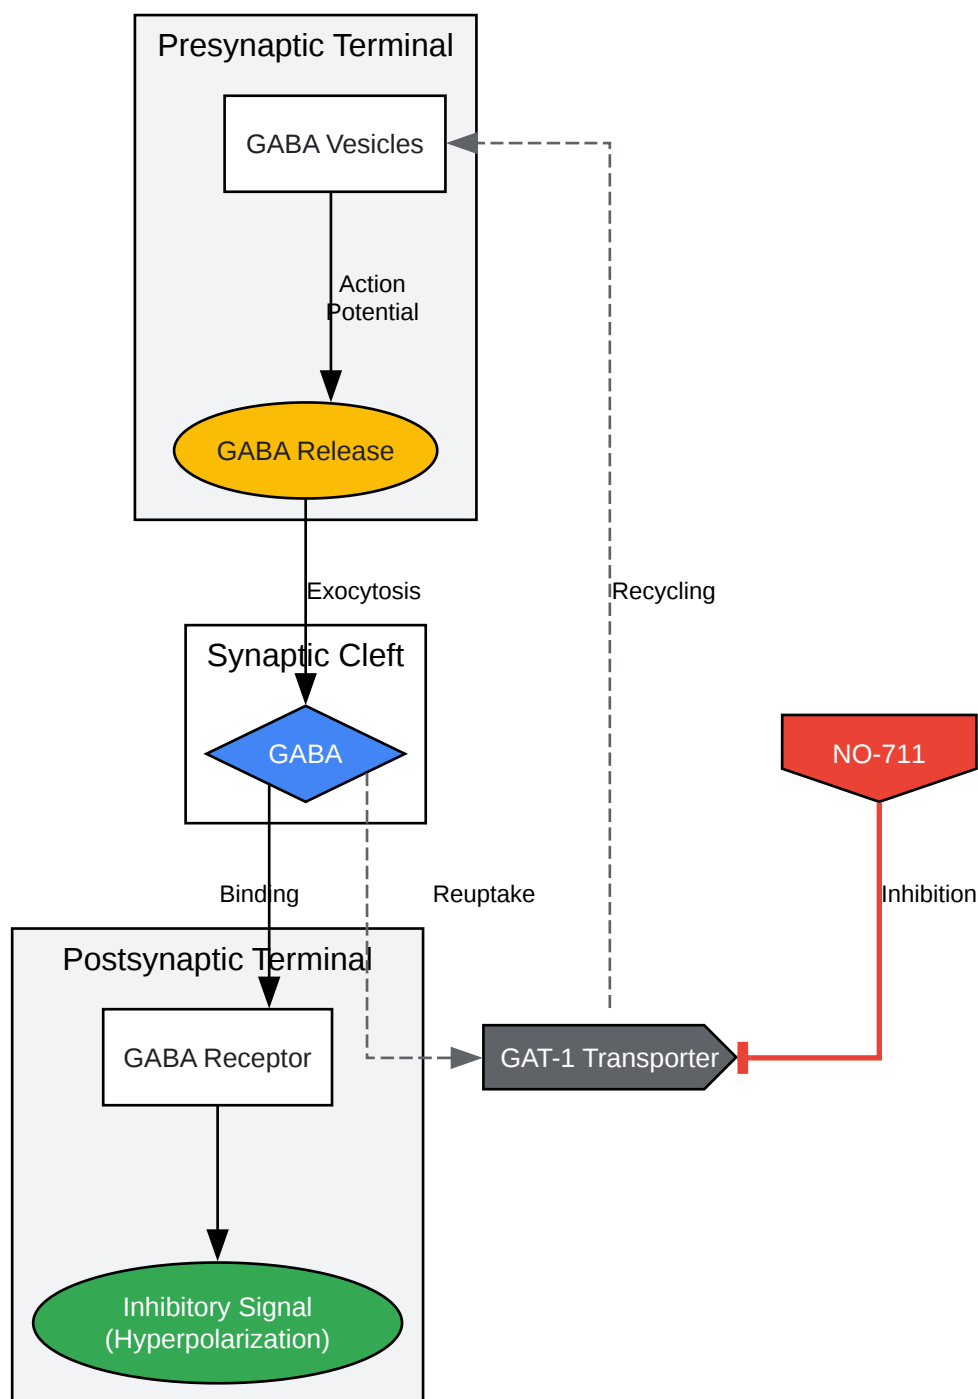 Presynaptic Terminal
GABA Vesicles
Action
Potential
GABA Release
Exocytosis
Recycling
Synaptic Cleft
GABA
NO-711
Binding
Reuptake
Inhibition
Postsynaptic Terminal
GABA Receptor
GAT-1 Transporter
Inhibitory Signal
(Hyperpolarization)